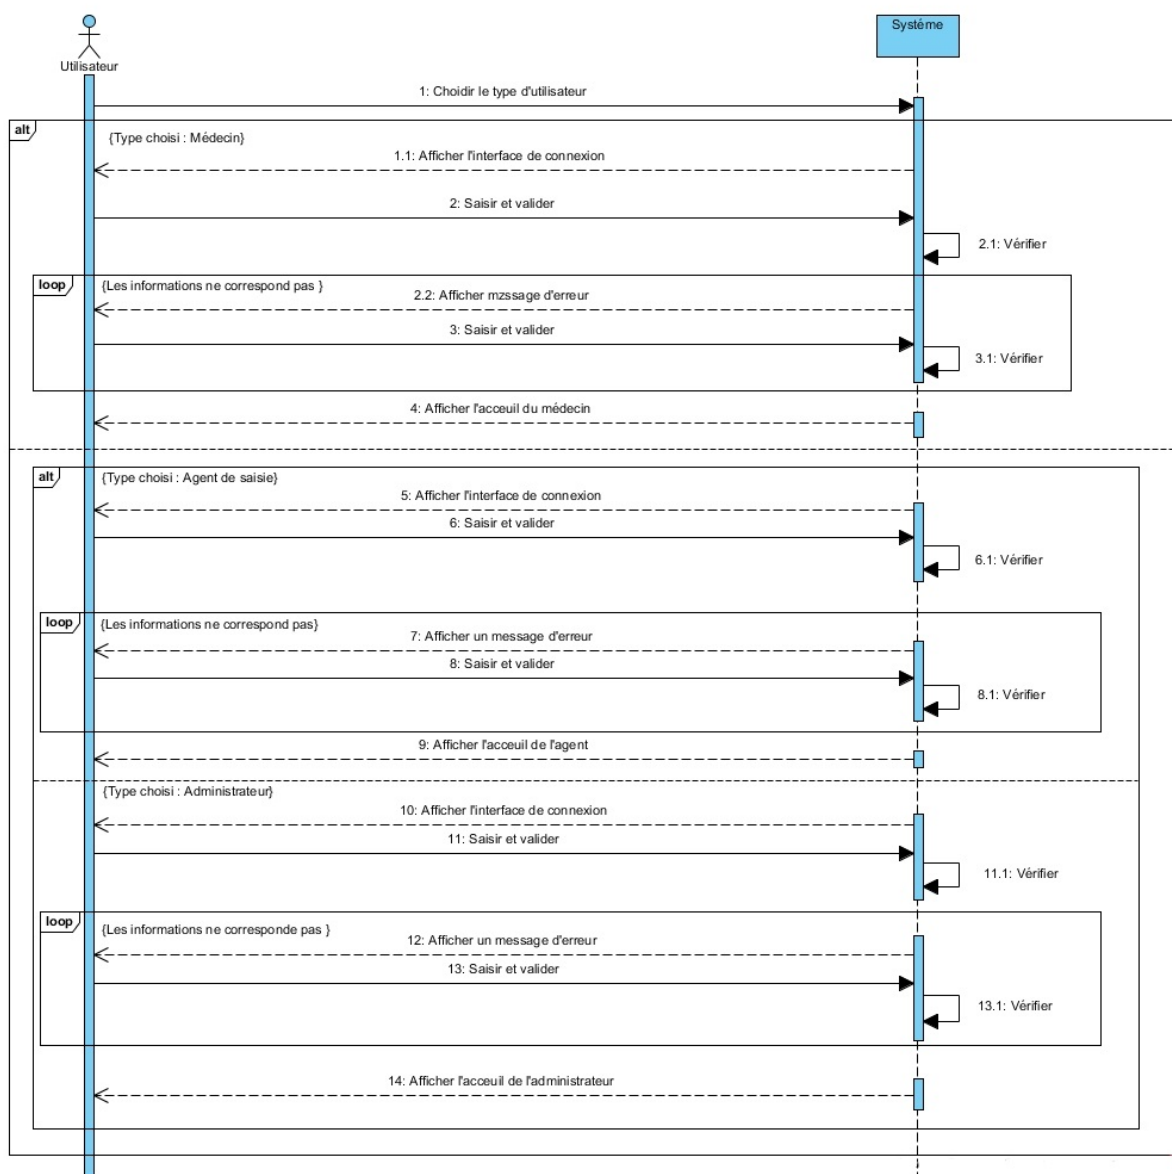 Systéme
Utilisateur
1: Choidir le type d'utilisateur
alt
{Type choisi : Médecin}
1.1: Afficher l'interface de connexion
2: Saisir et valider
2.1: Vérifier
loop
{Les informations ne correspond pas }
2.2: Afficher mzssage d'erreur
3: Saisir et valider
3.1: Vérifier
4: Afficher l'acceuil du médecin
alt
{Type choisi : Agent de saisie}
5: Afficher l'interface de connexion
6: Saisir et valider
6.1: Vérifier
loop
{Les informations ne correspond pas}
7: Afficher un message d'erreur
8: Saisir et valider
8.1: Vérifier
9: Afficher l'acceuil de l'agent
{Type choisi : Administrateur}
10: Afficher l'interface de connexion
11: Saisir et valider
11.1: Vérifier
loop
{Les informations ne corresponde pas }
12: Afficher un message d'erreur
13: Saisir et valider
13.1: Vérifier
14: Afficher l'acceuil de l'administrateur